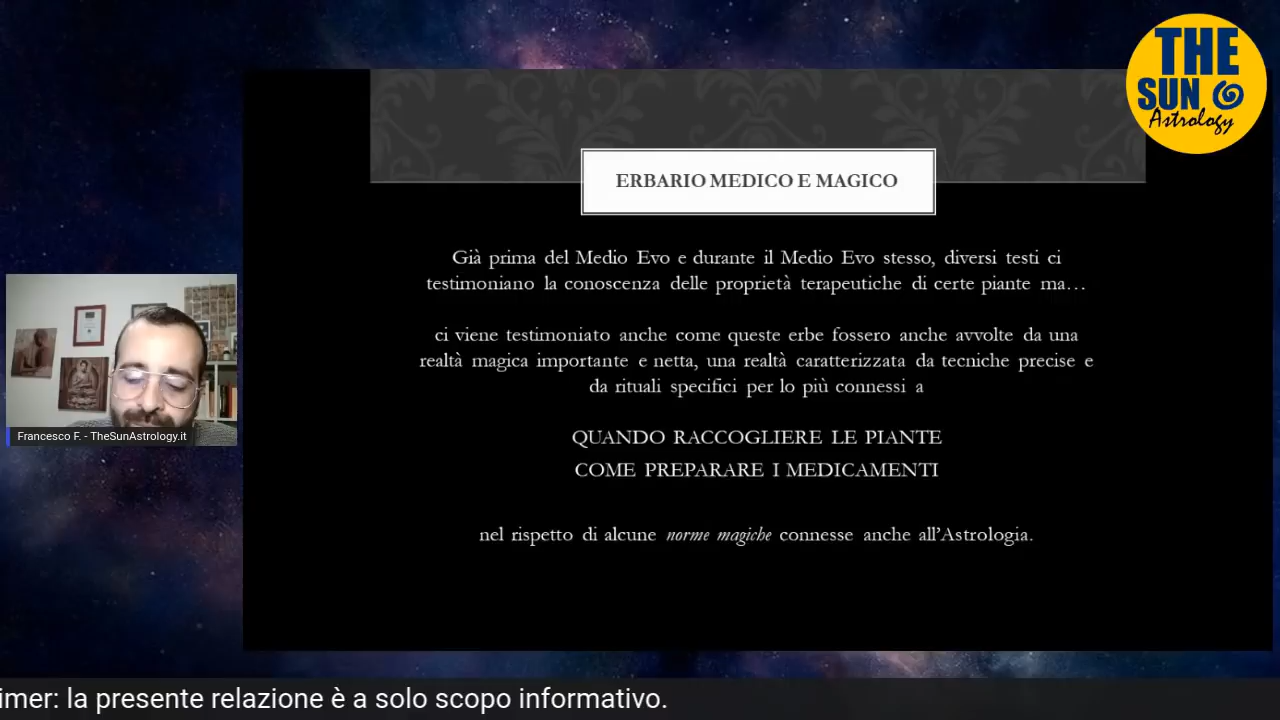 THE
SUN
Astrology
ERBARIO MEDICO E MAGICO
Già prima del Medio Evo e durante il Medio Evo stesso, diversi testi ci
testimoniano la conoscenza delle proprietà terapeutiche di certe piante ma…
ci viene testimoniato anche come queste erbe fossero anche avvolte da una
realtà magica importante e netta, una realtà caratterizzata da tecniche precise e
da rituali specifici per lo più connessi a
QUANDO RACCOGLIERE LE PIANTE
COME PREPARARE I MEDICAMENTI
nel rispetto di alcune norme magiche connesse anche all'Astrologia.
Francesco F. - TheSunAstrology.it
imer: la presente relazione è a solo scopo informativo.